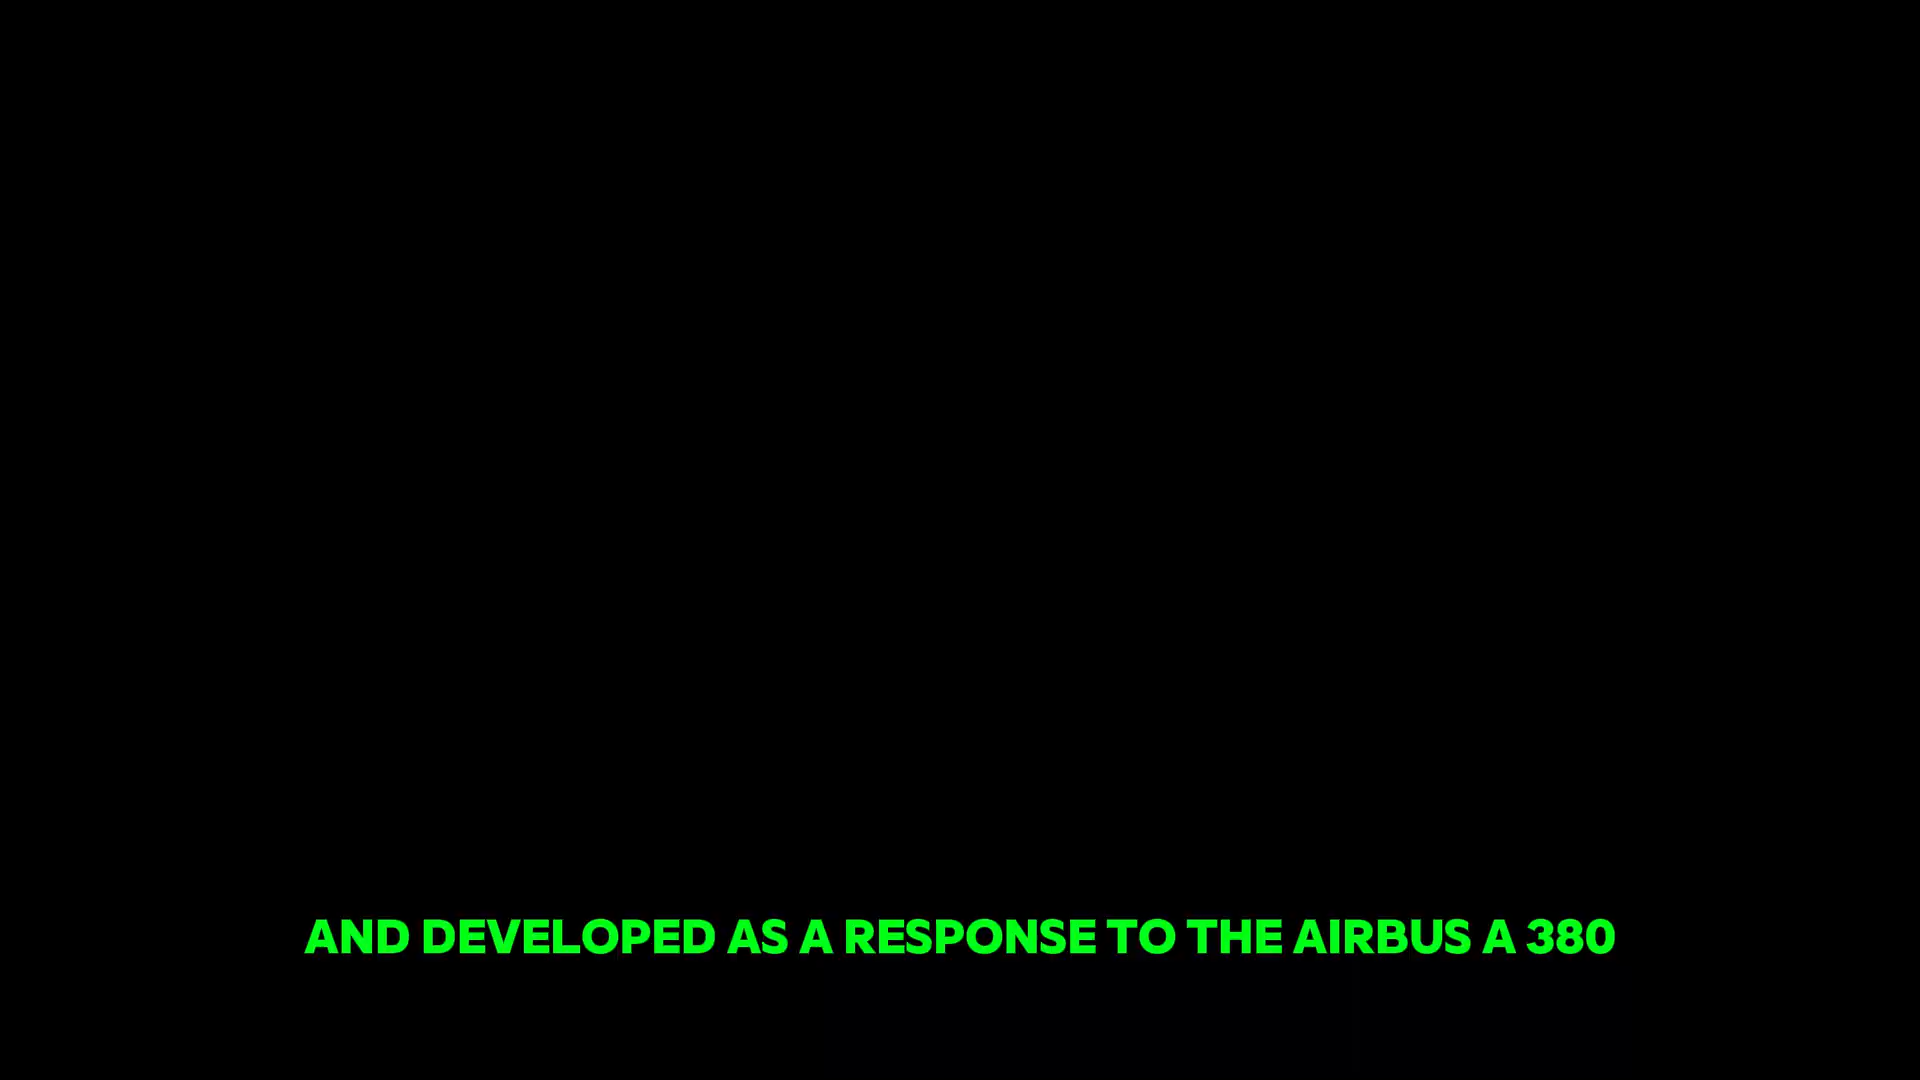 AND DEVELOPED AS A RESPONSE TO THE AIRBUS A 380